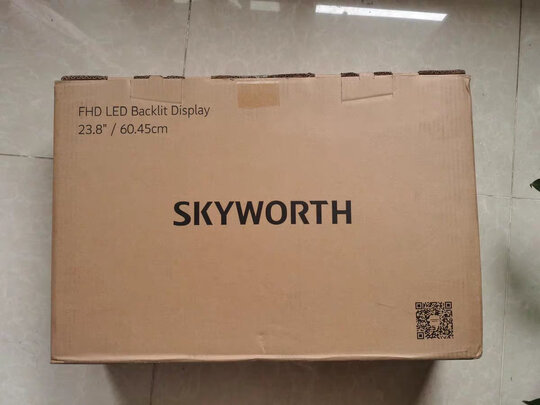 FHD LED Backlit Display
23.8" / 60.45cm
SKYWORTH